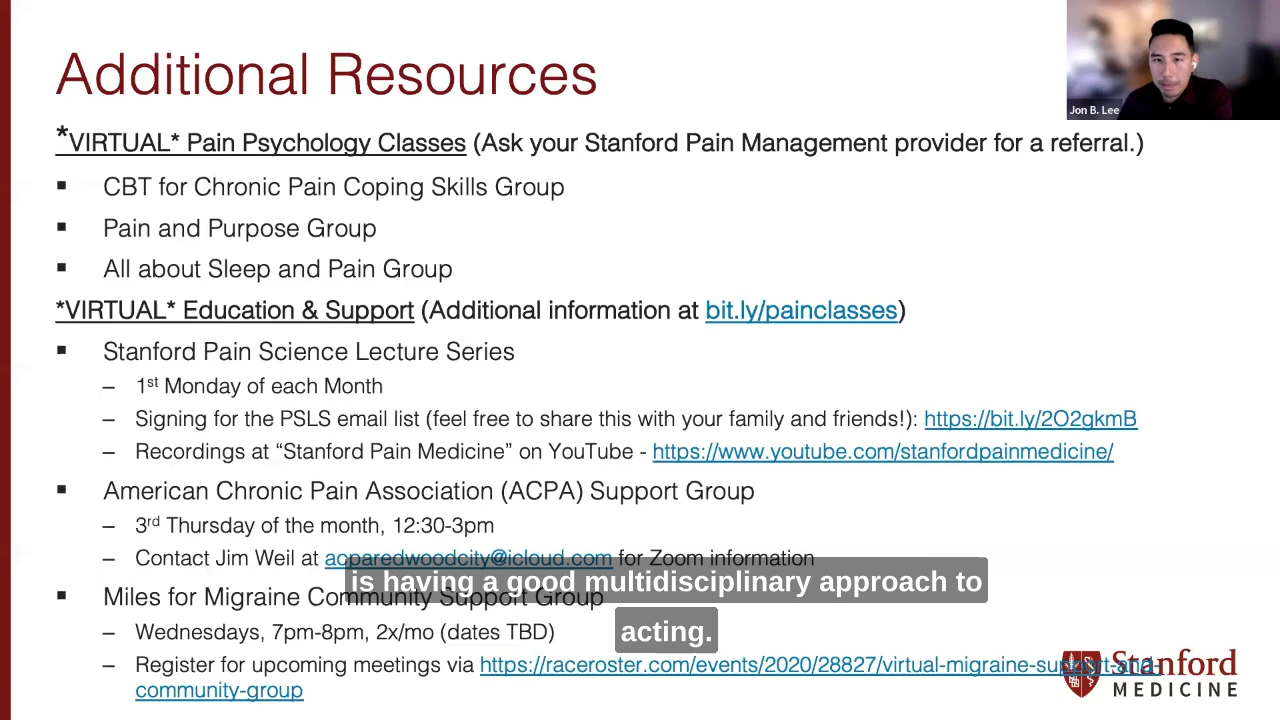 Additional Resources
Jon B. Lee
*VIRTUAL* Pain Psychology Classes (Ask your Stanford Pain Management provider for a referral.)
▪ CBT for Chronic Pain Coping Skills Group
▪ Pain and Purpose Group
▪ All about Sleep and Pain Group
*VIRTUAL* Education & Support (Additional information at bit.ly/painclasses)
▪ Stanford Pain Science Lecture Series
– 1st Monday of each Month
– Signing for the PSLS email list (feel free to share this with your family and friends!): https://bit.ly/2O2gkmB
– Recordings at “Stanford Pain Medicine” on YouTube - https://www.youtube.com/stanfordpainmedicine/
▪ American Chronic Pain Association (ACPA) Support Group
– 3rd Thursday of the month, 12:30-3pm
– Contact Jim Weil at acparedwoodcity@icloud.com for Zoom information
is having a good multidisciplinary approach to
▪ Miles for Migraine Community Support Group
acting.
– Wednesdays, 7pm-8pm, 2x/mo (dates TBD)
– Register for upcoming meetings via https://raceroster.com/events/2020/28827/virtual-migraine-support-and-
community-group
Stanford
MEDICINE